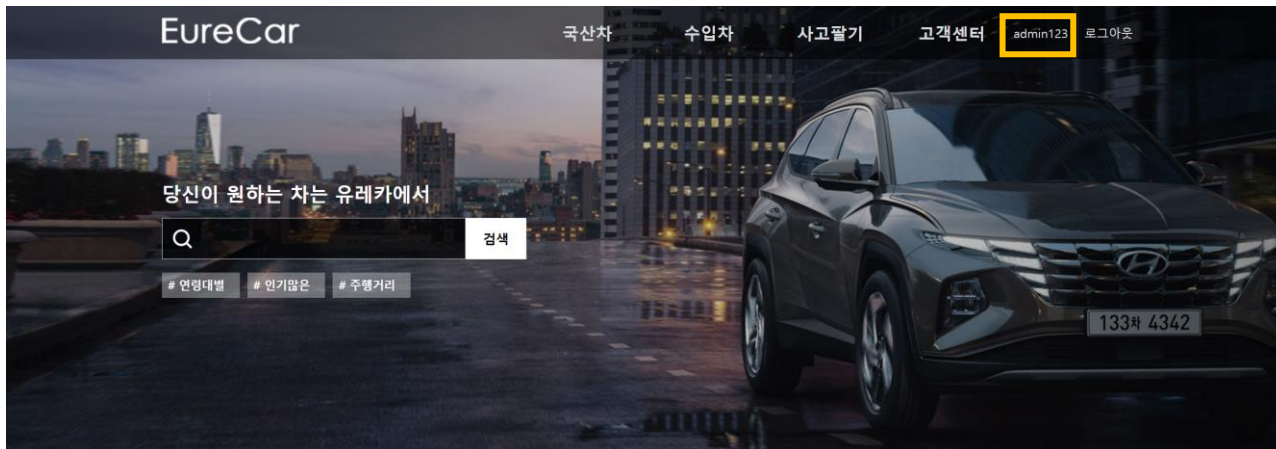 EureCar 국산차 수입차 사고팔기 고객센터 admin123 로그아웃
당신이 원하는 차는 유레카에서
검색
# 연령대별 # 인기많은 # 주행거리
133차 4342